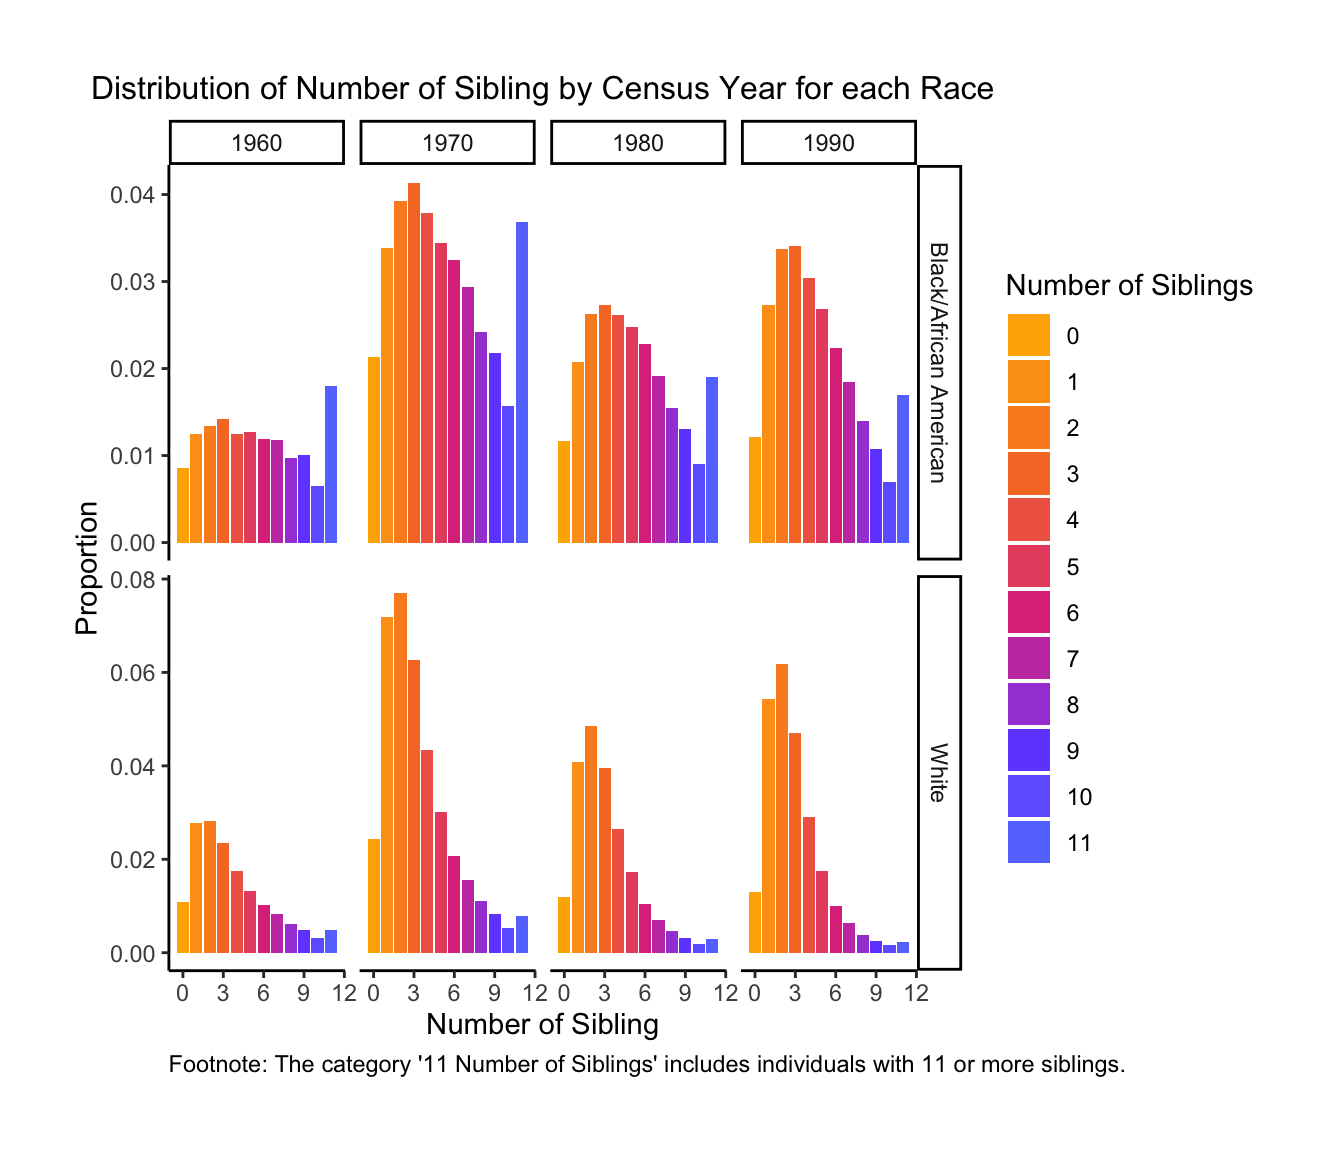 Distribution of Number of Sibling by Census Year for each Race
1960 1970 1980 1990
0.04
0.03
0.02
0.01
0.00
Black/African American
Proportion
0.08
0.06
0.04
0.02
0.00
White
0 3 6 9 12 0 3 6 9 12 0 3 6 9 12 0 3 6 9 12
Number of Sibling
Number of Siblings
0
1
2
3
4
5
6
7
8
9
10
11
Footnote: The category '11 Number of Siblings' includes individuals with 11 or more siblings.